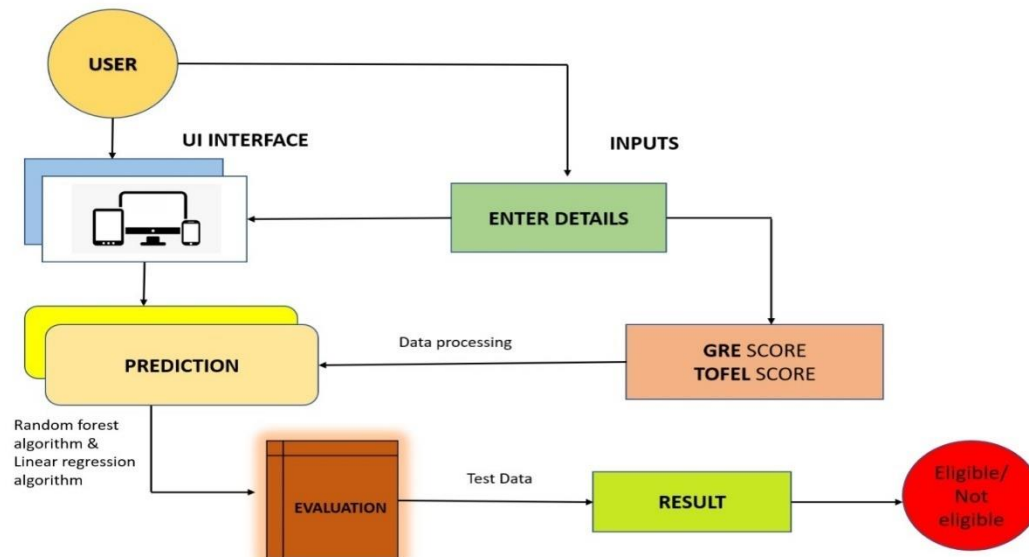 USER
UI INTERFACE
INPUTS
ENTER DETAILS
GRE SCORE
TOFEL SCORE
Data processing
PREDICTION
Random forest
algorithm &
Linear regression
algorithm
EVALUATION
Test Data
RESULT
Eligible/
Not
eligible